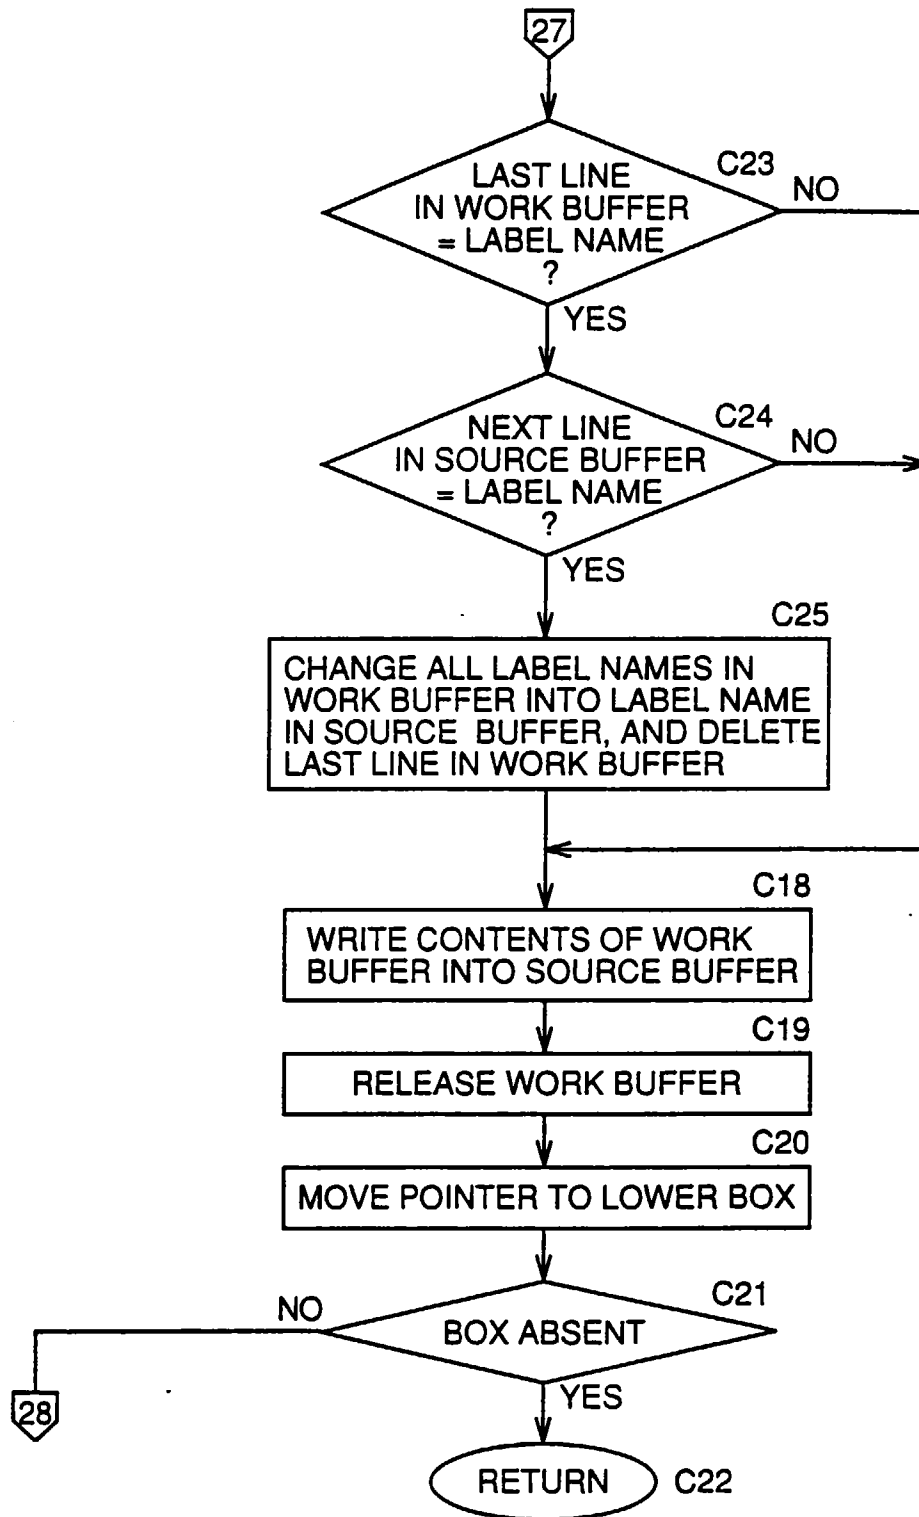 27
C23
LAST LINE
IN WORK BUFFER
= LABEL NAME
?
NO
YES
C24
NEXT LINE
IN SOURCE BUFFER
= LABEL NAME
?
NO
YES
C25
CHANGE ALL LABEL NAMES IN
WORK BUFFER INTO LABEL NAME
IN SOURCE BUFFER, AND DELETE
LAST LINE IN WORK BUFFER
C18
WRITE CONTENTS OF WORK
BUFFER INTO SOURCE BUFFER
C19
RELEASE WORK BUFFER
C20
MOVE POINTER TO LOWER BOX
C21
NO
BOX ABSENT
YES
28
RETURN
C22